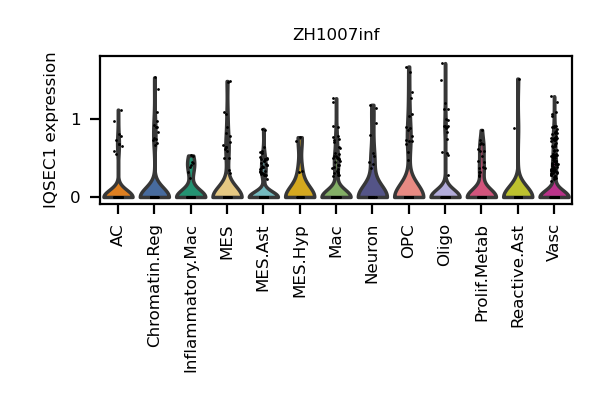 ZH1007inf
IQSEC1 expression
1
0
AC
Chromatin.Reg
Inflammatory.Mac
MES
MES.Ast
MES.Hyp
Mac
Neuron
OPC
Oligo
Prolif.Metab
Reactive.Ast
Vasc